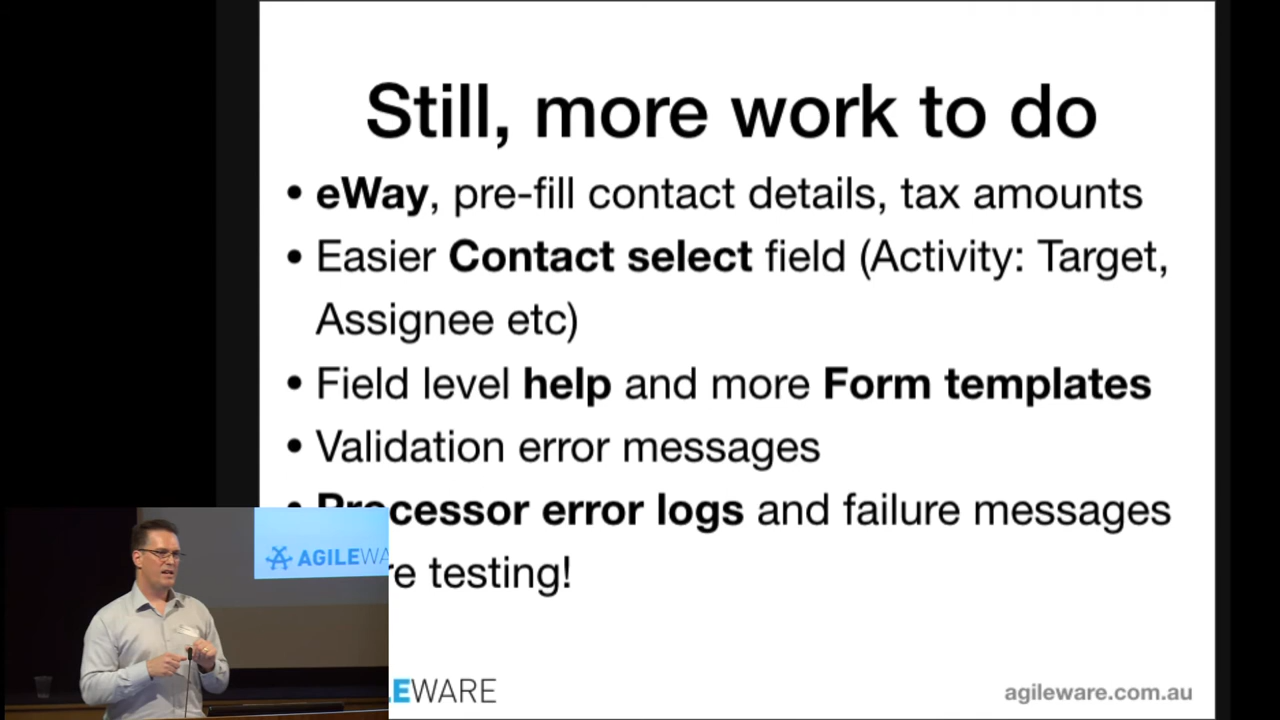 Still, more work to do
• eWay, pre-fill contact details, tax amounts
• Easier Contact select field (Activity: Target,
Assignee etc)
• Field level help and more Form templates
• Validation error messages
• Processor error logs and failure messages
testing!
AGILEWA
EWARE
agileware.com.au